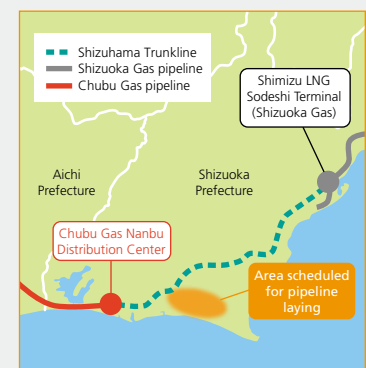 Shizuhama Trunkline
Shizuoka Gas pipeline
Chubu Gas pipeline
Shimizu LNG
Sodeshi Terminal
(Shizuoka Gas)
Aichi
Prefecture
Shizuoka
Prefecture
Chubu Gas Nanbu
Distribution Center
Area scheduled
for pipeline
laying